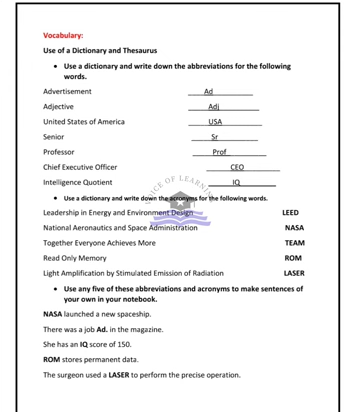 Vocabulary:
Use of a Dictionary and Thesaurus
• Use a dictionary and write down the abbreviations for the following
words.
Advertisement Ad
Adjective Adj
United States of America USA
Senior Sr
Professor Prof
Chief Executive Officer CEO
Intelligence Quotient IQ
VOICE OF LEARNING
• Use a dictionary and write down the acronyms for the following words.
Leadership in Energy and Environment Design LEED
National Aeronautics and Space Administration NASA
Together Everyone Achieves More TEAM
Read Only Memory ROM
Light Amplification by Stimulated Emission of Radiation LASER
• Use any five of these abbreviations and acronyms to make sentences of
your own in your notebook.
NASA launched a new spaceship.
There was a job Ad. in the magazine.
She has an IQ score of 150.
ROM stores permanent data.
The surgeon used a LASER to perform the precise operation.